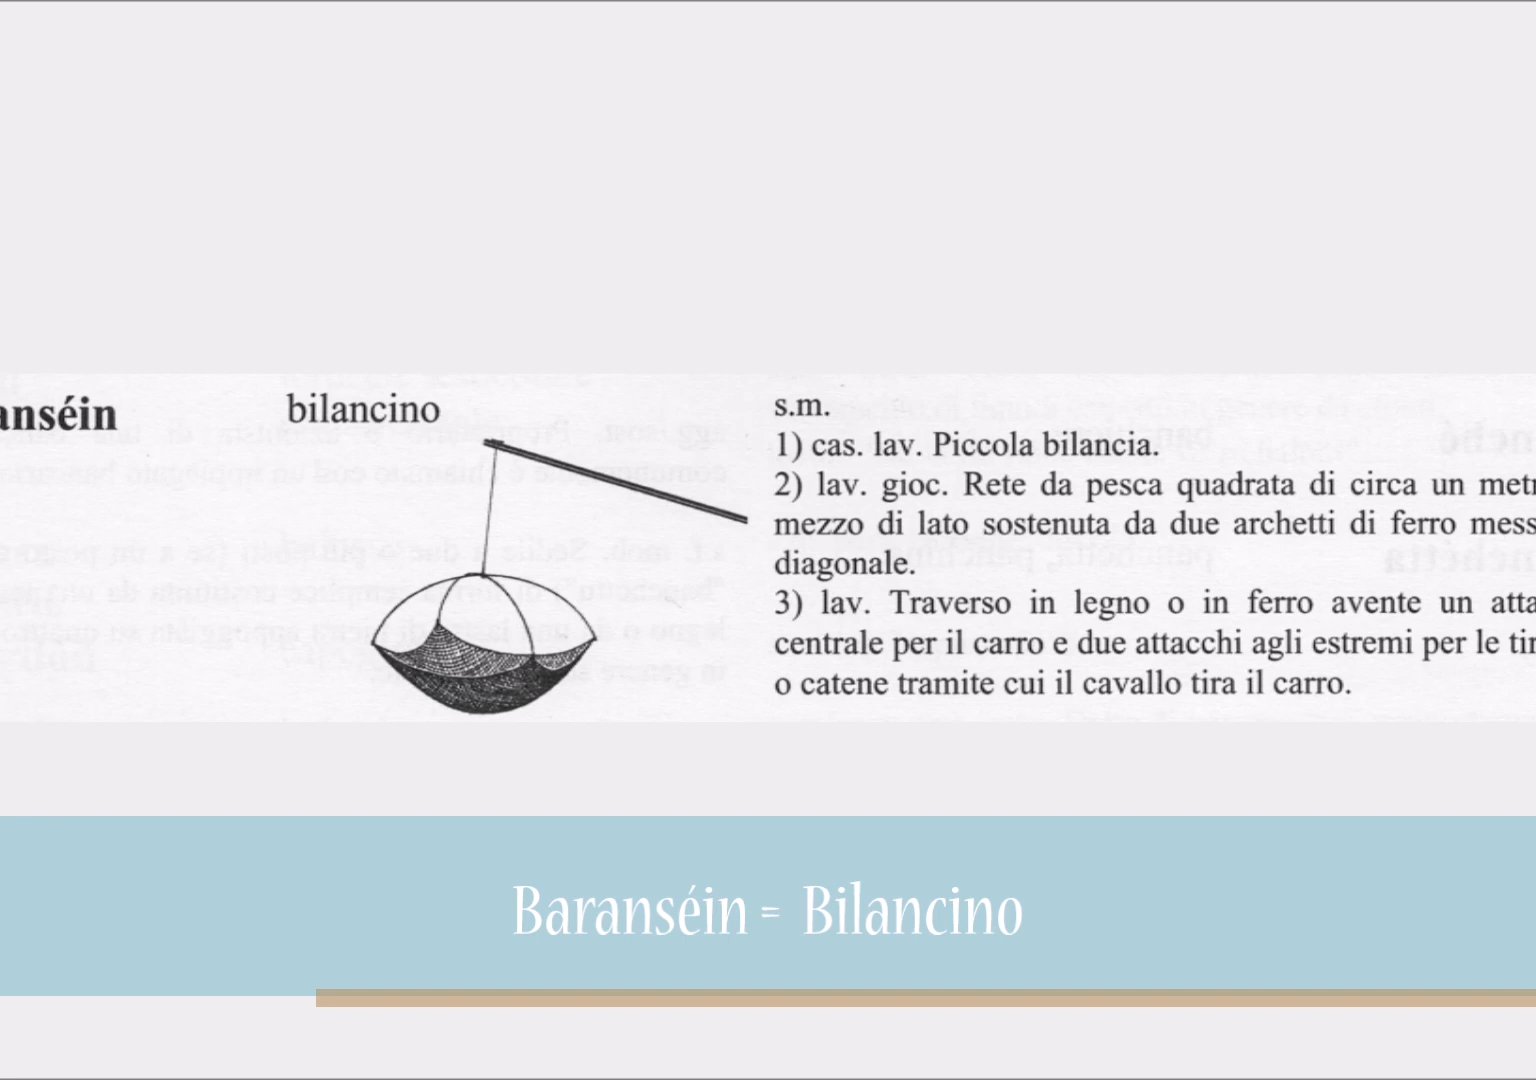 anséin
bilancino
s.m.
1) cas. lav. Piccola bilancia.
2) lav. gioc. Rete da pesca quadrata di circa un metr
mezzo di lato sostenuta da due archetti di ferro mess
diagonale.
3) lav. Traverso in legno o in ferro avente un atta
centrale per il carro e due attacchi agli estremi per le tir
o catene tramite cui il cavallo tira il carro.
Baranséin = Bilancino